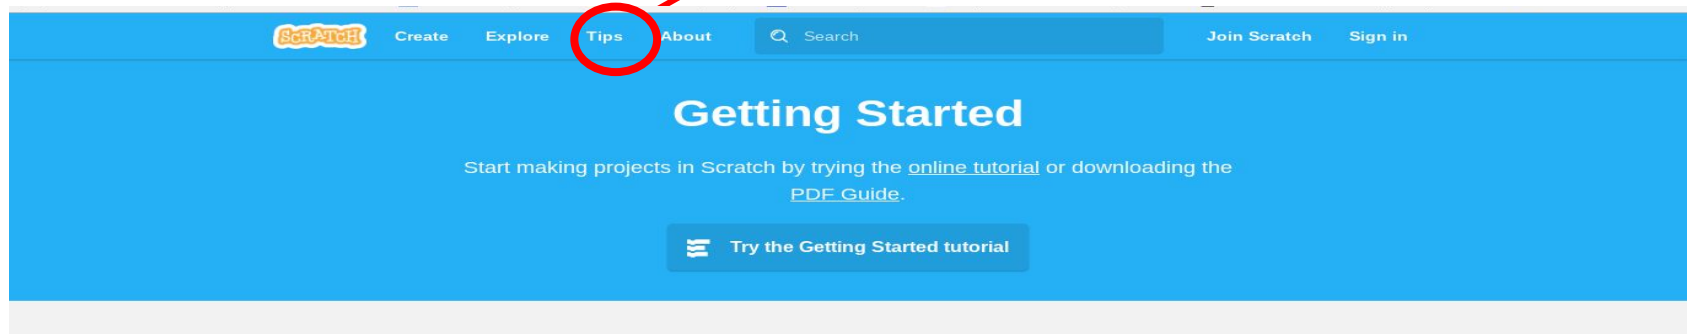 SCRATCH Create Explore Tips About Search Join Scratch Sign in
Getting Started
Start making projects in Scratch by trying the online tutorial or downloading the
PDF Guide.
Try the Getting Started tutorial